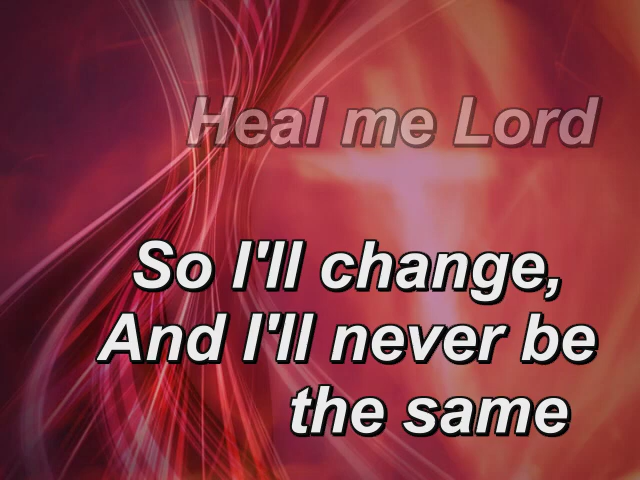 Heal me Lord
So I'll change,
And I'll never be
the same